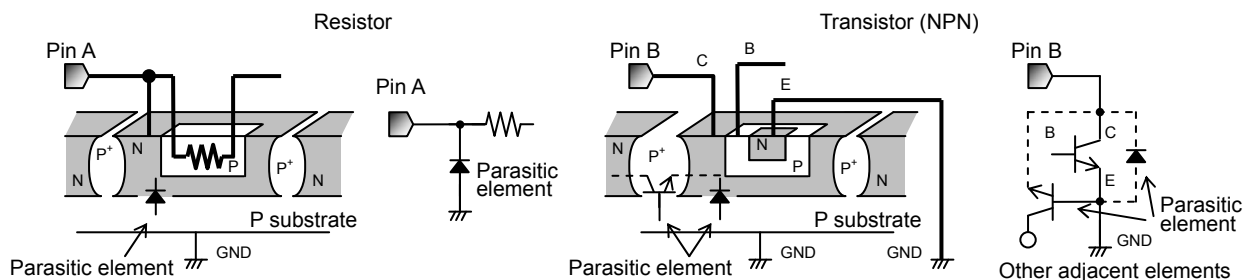 Resistor
Pin A
N
P⁺
N
P
P⁺
N
Parasitic element
P substrate
GND
Pin A
Parasitic
element
Transistor (NPN)
Pin B
C
B
E
N
P⁺
N
N
P
P⁺
N
P substrate
Parasitic element
GND
GND
Pin B
B
C
E
GND
Parasitic
element
Other adjacent elements